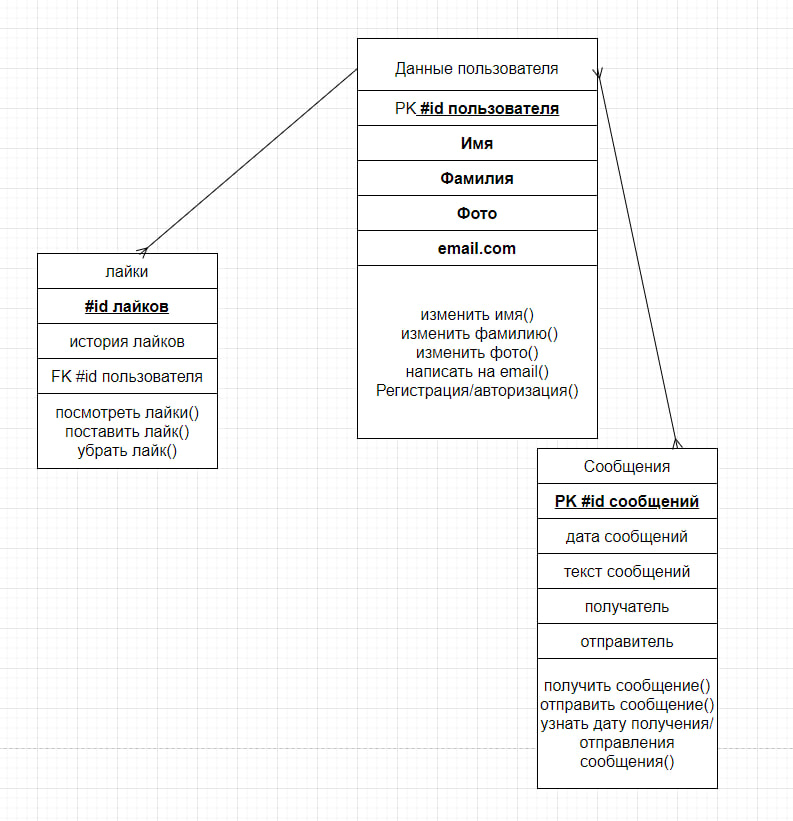 Данные пользователя
PK #id пользователя
Имя
Фамилия
Фото
email.com
изменить имя()
изменить фамилию()
изменить фото()
написать на email()
Регистрация/авторизация()
лайки
#id лайков
история лайков
FK #id пользователя
посмотреть лайки()
поставить лайк()
убрать лайк()
Сообщения
PK #id сообщений
дата сообщений
текст сообщений
получатель
отправитель
получить сообщение()
отправить сообщение()
узнать дату получения/
отправления
сообщения()